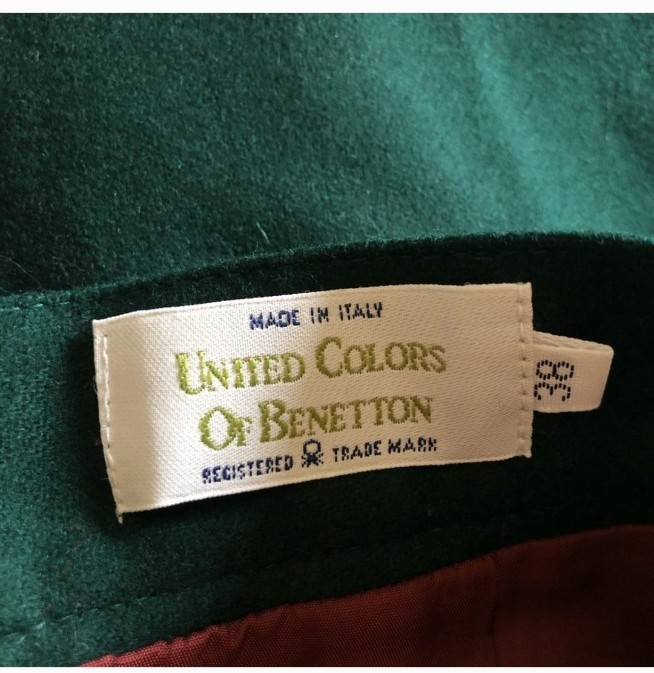 MADE IN ITALY
UNITED COLORS
OF BENETTON
REGISTERED TRADE MARK
38